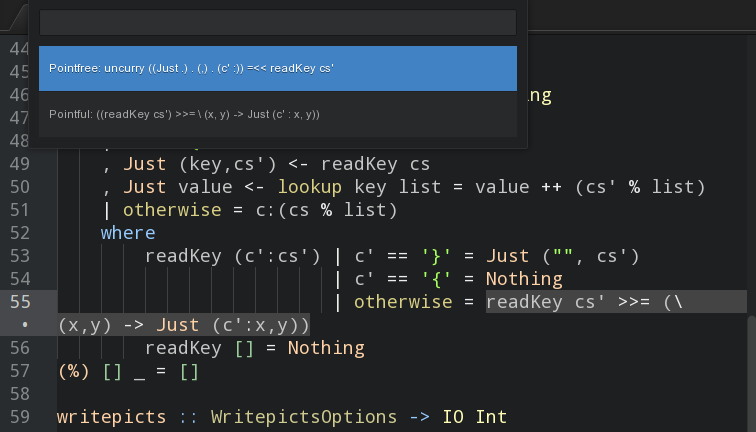 Pointfree: uncurry ((Just .) . (,) . (c' :)) =<< readKey cs'
Pointful: ((readKey cs') >>= \ (x, y) -> Just (c' : x, y))
44
45
46 ng
47
48
49 , Just (key,cs') <- readKey cs
50 , Just value <- lookup key list = value ++ (cs' % list)
51 | otherwise = c:(cs % list)
52 where
53 readKey (c':cs') | c' == '}' = Just ("", cs')
54 | c' == '{' = Nothing
55 | otherwise = readKey cs' >>= (\
• (x,y) -> Just (c':x,y))
56 readKey [] = Nothing
57 (%) [] _ = []
58
59 writepicts :: WritepictsOptions -> IO Int